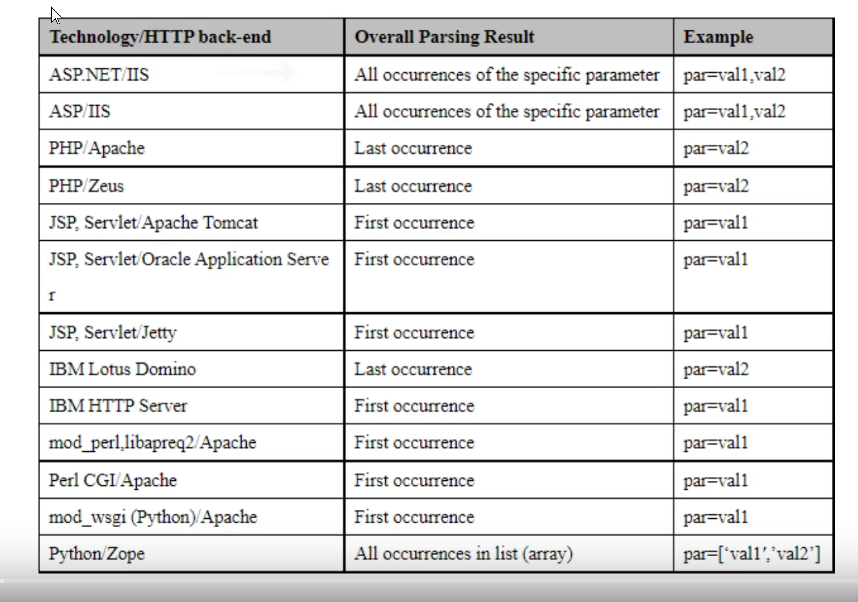 Technology/HTTP back-end Overall Parsing Result Example
ASP.NET/IIS All occurrences of the specific parameter par=val1,val2
ASP/IIS All occurrences of the specific parameter par=val1,val2
PHP/Apache Last occurrence par=val2
PHP/Zeus Last occurrence par=val2
JSP, Servlet/Apache Tomcat First occurrence par=val1
JSP, Servlet/Oracle Application Serve First occurrence par=val1
r
JSP, Servlet/Jetty First occurrence par=val1
IBM Lotus Domino Last occurrence par=val2
IBM HTTP Server First occurrence par=val1
mod_perl,libapreq2/Apache First occurrence par=val1
Perl CGI/Apache First occurrence par=val1
mod_wsgi (Python)/Apache First occurrence par=val1
Python/Zope All occurrences in list (array) par=[‘val1′,’val2’]